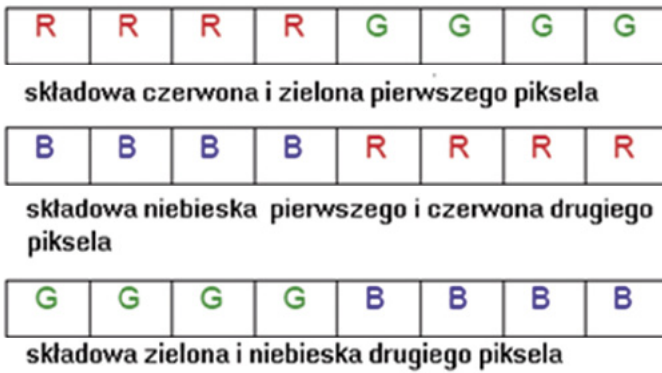 R R R R G G G G
składowa czerwona i zielona pierwszego piksela
B B B B R R R R
składowa niebieska pierwszego i czerwona drugiego
piksela
G G G G B B B B
składowa zielona i niebieska drugiego piksela